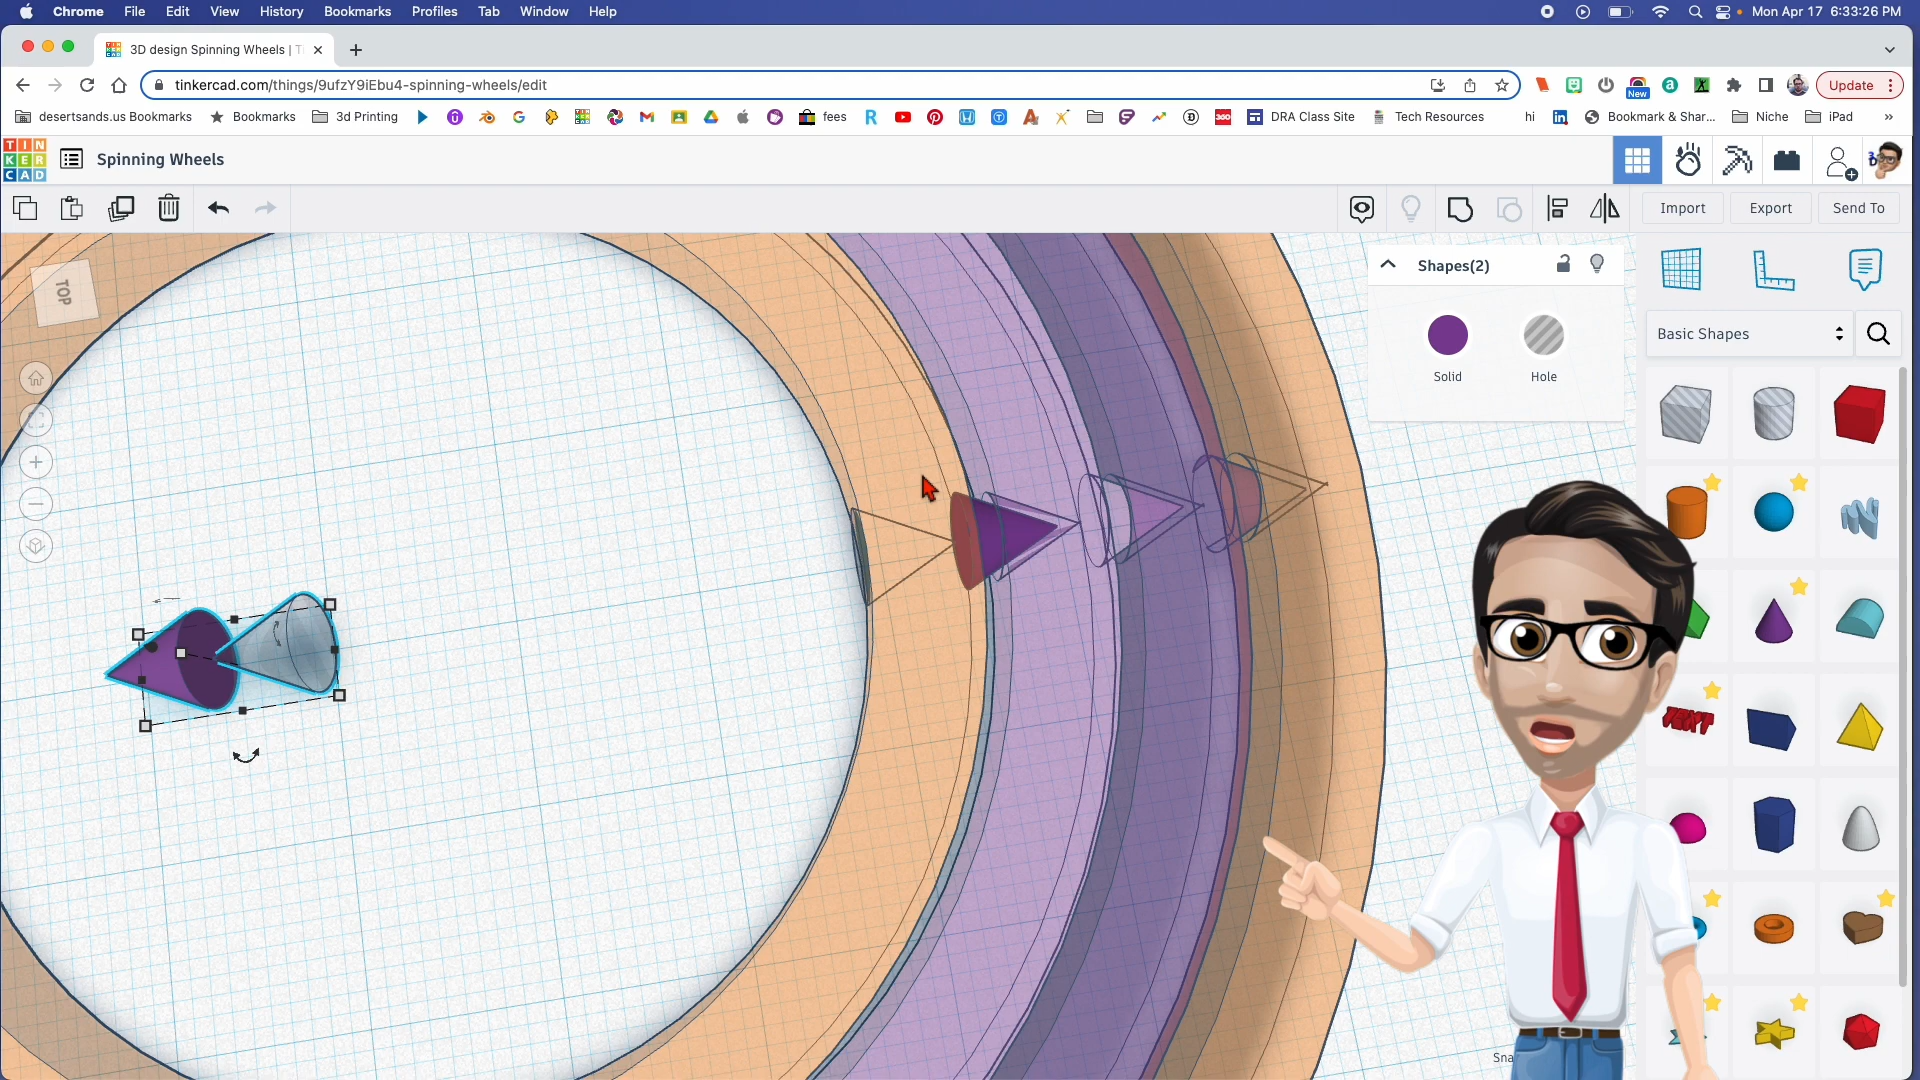 Chrome File Edit View History Bookmarks Profiles Tab Window Help Mon Apr 17 6:33:26 PM
3D design Spinning Wheels | T
tinkercad.com/things/9ufzY9iEbu4-spinning-wheels/edit New Update
desertsands.us Bookmarks Bookmarks 3d Printing fees DRA Class Site Tech Resources hi Bookmark & Shar... Niche iPad »
TIN
KER
CAD
Spinning Wheels
Import Export Send To
TOP
Shapes(2)
Solid Hole
Basic Shapes
TEXT
Sna